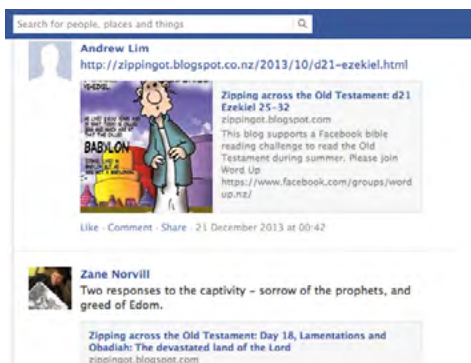 Search for people, places and things
Andrew Lim
http://zippingot.blogspot.co.nz/2013/10/d21-ezekiel.html
BABYLON
Zipping across the Old Testament: d21
Ezekiel 25-32
zippingot.blogspot.com
This blog supports a Facebook bible
reading challenge to read the Old
Testament during summer. Please join
Word Up
https://www.facebook.com/groups/word
up.nz/
Like · Comment · Share · 21 December 2013 at 00:42
Zane Norvill
Two responses to the captivity – sorrow of the prophets, and
greed of Edom.
Zipping across the Old Testament: Day 18, Lamentations and
Obadiah: The devastated land of the Lord
zippingot.blogspot.com